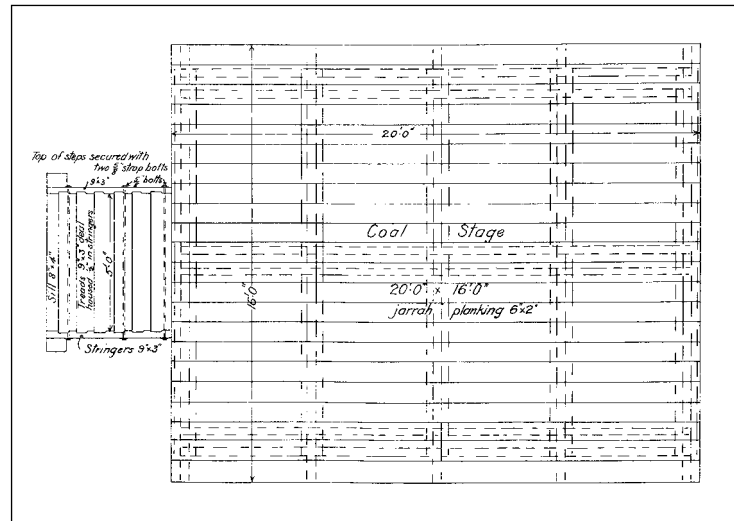 20'·0"
Top of steps secured with
two ⅝" strap bolts
9"×3"
⅝" bolts
Sill 8"×4"
Treads 9"×3" deal
housed ½" in stringers
5'·0"
Stringers 9"×3"
16'·0"
Coal Stage
20'·0" × 16'·0"
jarrah planking 6"×2"